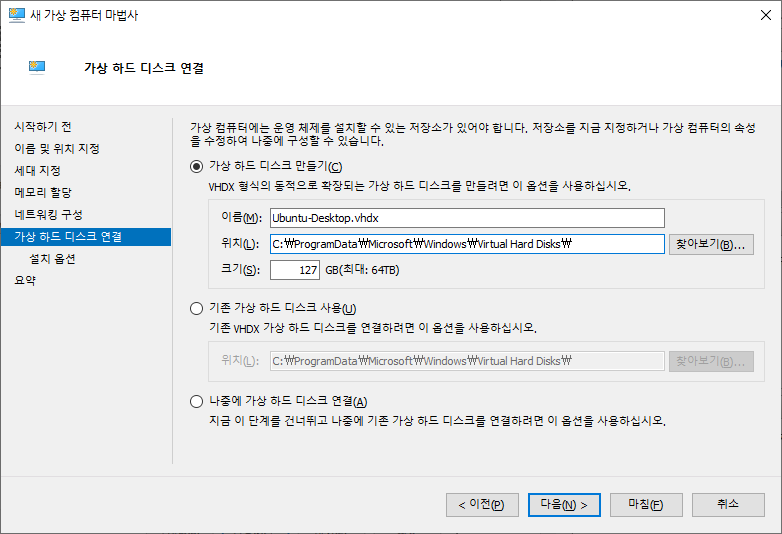 새 가상 컴퓨터 마법사
가상 하드 디스크 연결
시작하기 전
이름 및 위치 지정
세대 지정
메모리 할당
네트워킹 구성
가상 하드 디스크 연결
설치 옵션
요약
가상 컴퓨터에는 운영 체제를 설치할 수 있는 저장소가 있어야 합니다. 저장소를 지금 지정하거나 가상 컴퓨터의 속성
을 수정하여 나중에 구성할 수 있습니다.
가상 하드 디스크 만들기(C)
VHDX 형식의 동적으로 확장되는 가상 하드 디스크를 만들려면 이 옵션을 사용하십시오.
이름(M): Ubuntu-Desktop.vhdx
위치(L): C:₩ProgramData₩Microsoft₩Windows₩Virtual Hard Disks₩ 찾아보기(B)...
크기(S): 127 GB(최대: 64TB)
기존 가상 하드 디스크 사용(U)
기존 VHDX 가상 하드 디스크를 연결하려면 이 옵션을 사용하십시오.
위치(L): C:₩ProgramData₩Microsoft₩Windows₩Virtual Hard Disks₩ 찾아보기(B)...
나중에 가상 하드 디스크 연결(A)
지금 이 단계를 건너뛰고 나중에 기존 가상 하드 디스크를 연결하려면 이 옵션을 사용하십시오.
< 이전(P) 다음(N) > 마침(F) 취소